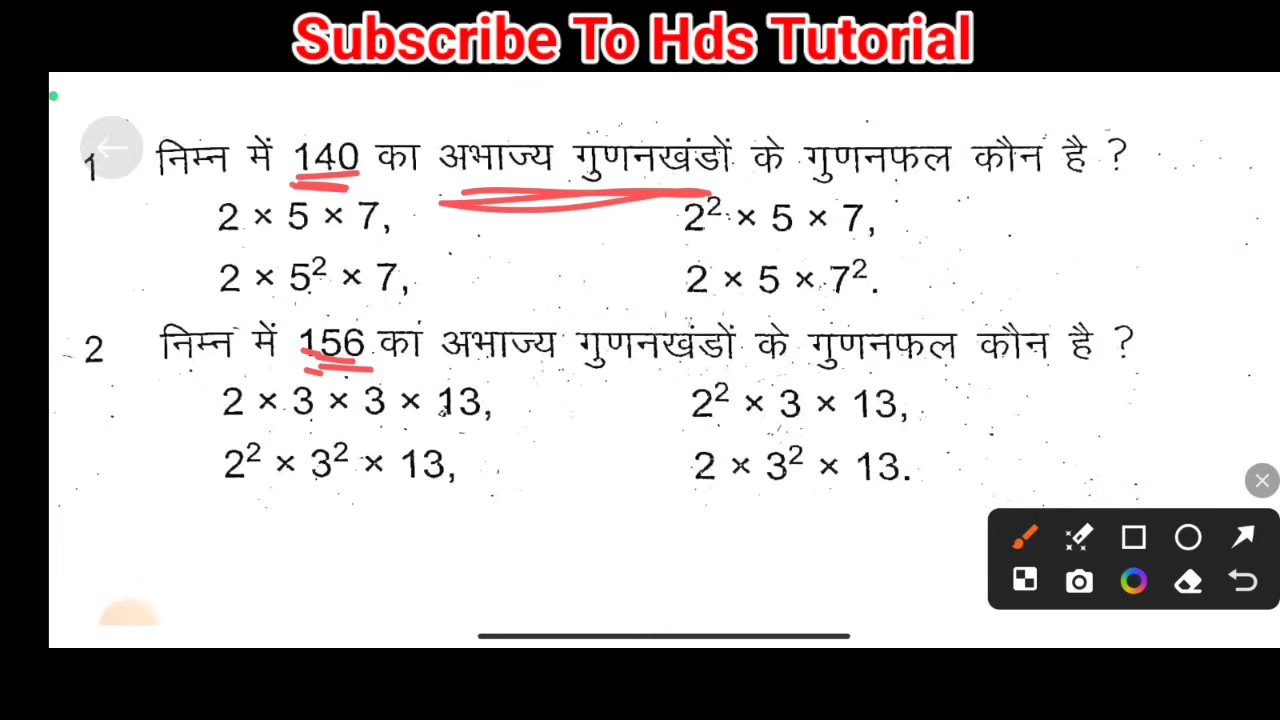 Subscribe To Hds Tutorial
1 निम्न में 140 का अभाज्य गुणनखंडों के गुणनफल कौन है ?
2 × 5 × 7, 2² × 5 × 7,
2 × 5² × 7, 2 × 5 × 7².
2 निम्न में 156 का अभाज्य गुणनखंडों के गुणनफल कौन है ?
2 × 3 × 3 × 13, 2² × 3 × 13,
2² × 3² × 13, 2 × 3² × 13.